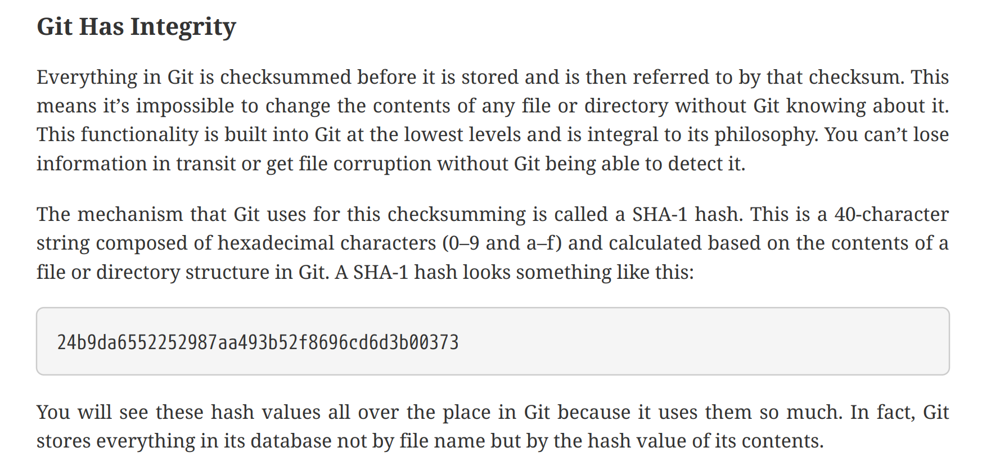 Git Has Integrity
Everything in Git is checksummed before it is stored and is then referred to by that checksum. This
means it’s impossible to change the contents of any file or directory without Git knowing about it.
This functionality is built into Git at the lowest levels and is integral to its philosophy. You can’t lose
information in transit or get file corruption without Git being able to detect it.
The mechanism that Git uses for this checksumming is called a SHA-1 hash. This is a 40-character
string composed of hexadecimal characters (0–9 and a–f) and calculated based on the contents of a
file or directory structure in Git. A SHA-1 hash looks something like this:
24b9da6552252987aa493b52f8696cd6d3b00373
You will see these hash values all over the place in Git because it uses them so much. In fact, Git
stores everything in its database not by file name but by the hash value of its contents.